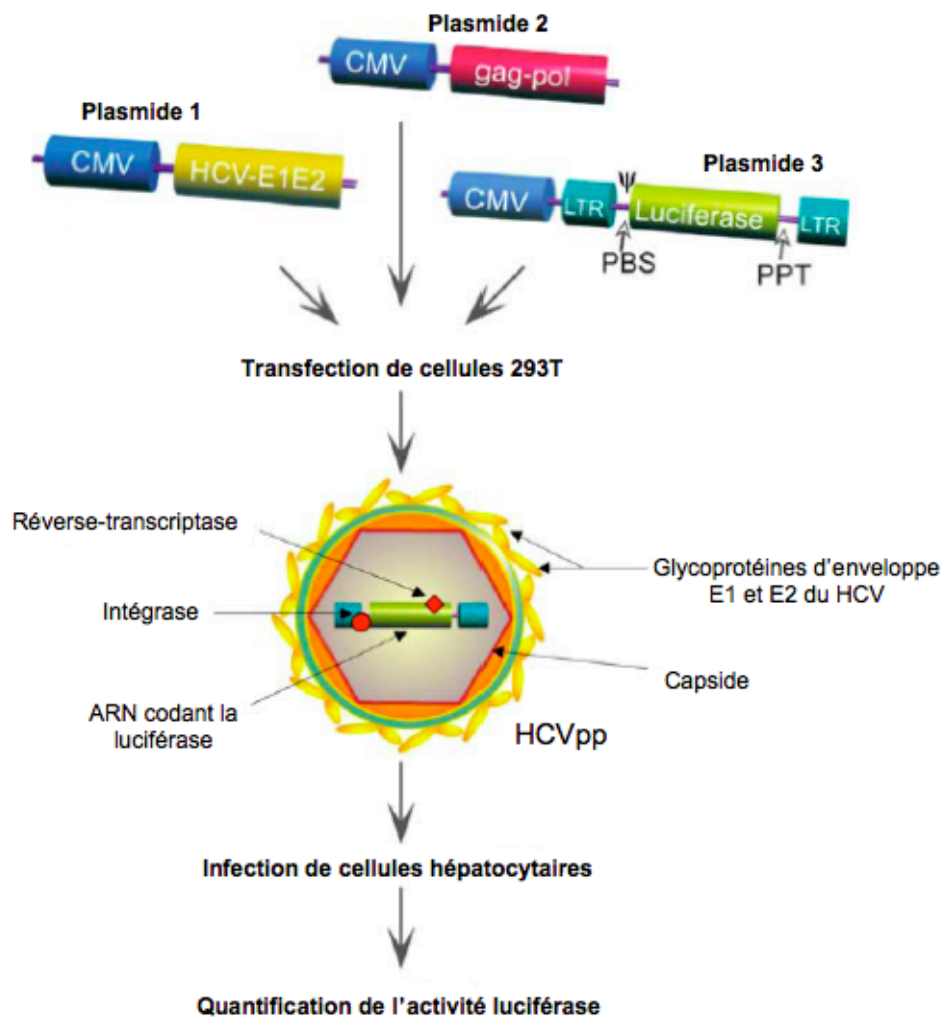 Plasmide 2
CMV
gag-pol
Plasmide 1
CMV
HCV-E1E2
Plasmide 3
CMV
LTR
Ψ
Luciferase
LTR
PBS
PPT
Transfection de cellules 293T
Réverse-transcriptase
Intégrase
ARN codant la
luciférase
Glycoprotéines d’enveloppe
E1 et E2 du HCV
Capside
HCVpp
Infection de cellules hépatocytaires
Quantification de l’activité luciférase